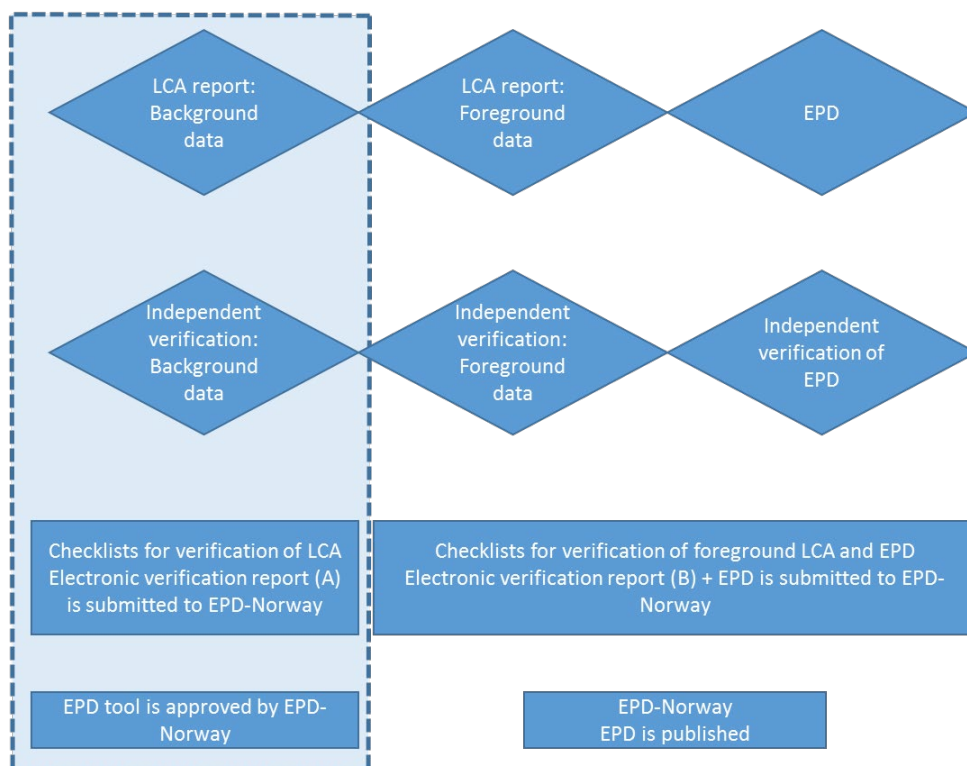 LCA report:
Background
data
LCA report:
Foreground
data
EPD
Independent
verification:
Background
data
Independent
verification:
Foreground
data
Independent
verification of
EPD
Checklists for verification of LCA
Electronic verification report (A)
is submitted to EPD-Norway
Checklists for verification of foreground LCA and EPD
Electronic verification report (B) + EPD is submitted to EPD-
Norway
EPD tool is approved by EPD-
Norway
EPD-Norway
EPD is published